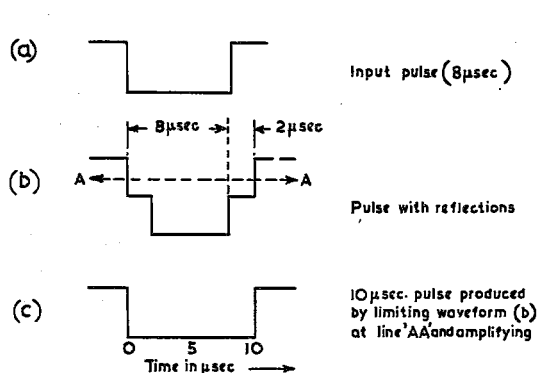 (a)
Input pulse (8µsec)
8µsec
2µsec
(b)
A
A
Pulse with reflections
(c)
10µsec. pulse produced
by limiting waveform (b)
at line 'AA' and amplifying
0 5 10
Time in µsec